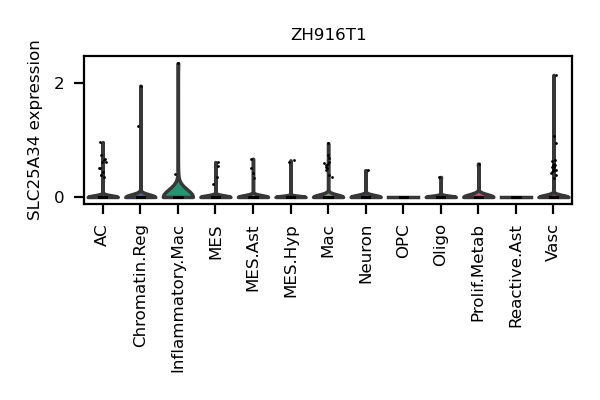 ZH916T1
SLC25A34 expression
2
0
AC
Chromatin.Reg
Inflammatory.Mac
MES
MES.Ast
MES.Hyp
Mac
Neuron
OPC
Oligo
Prolif.Metab
Reactive.Ast
Vasc